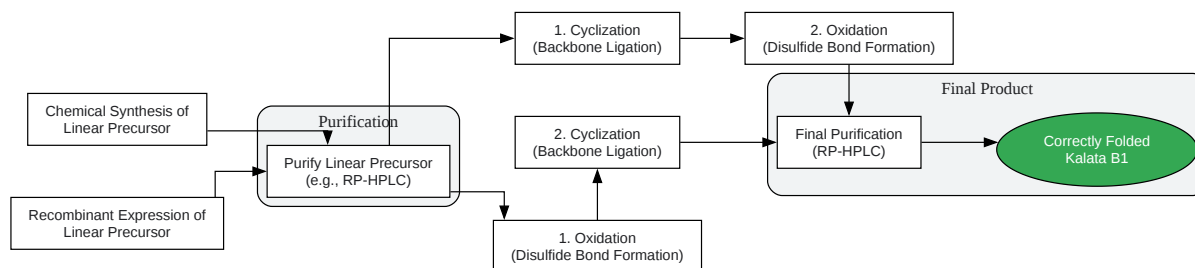 1. Cyclization
(Backbone Ligation)
2. Oxidation
(Disulfide Bond Formation)
Final Product
Chemical Synthesis of
Linear Precursor
Purification
Purify Linear Precursor
(e.g., RP-HPLC)
2. Cyclization
(Backbone Ligation)
Final Purification
(RP-HPLC)
Correctly Folded
Kalata B1
Recombinant Expression of
Linear Precursor
1. Oxidation
(Disulfide Bond Formation)